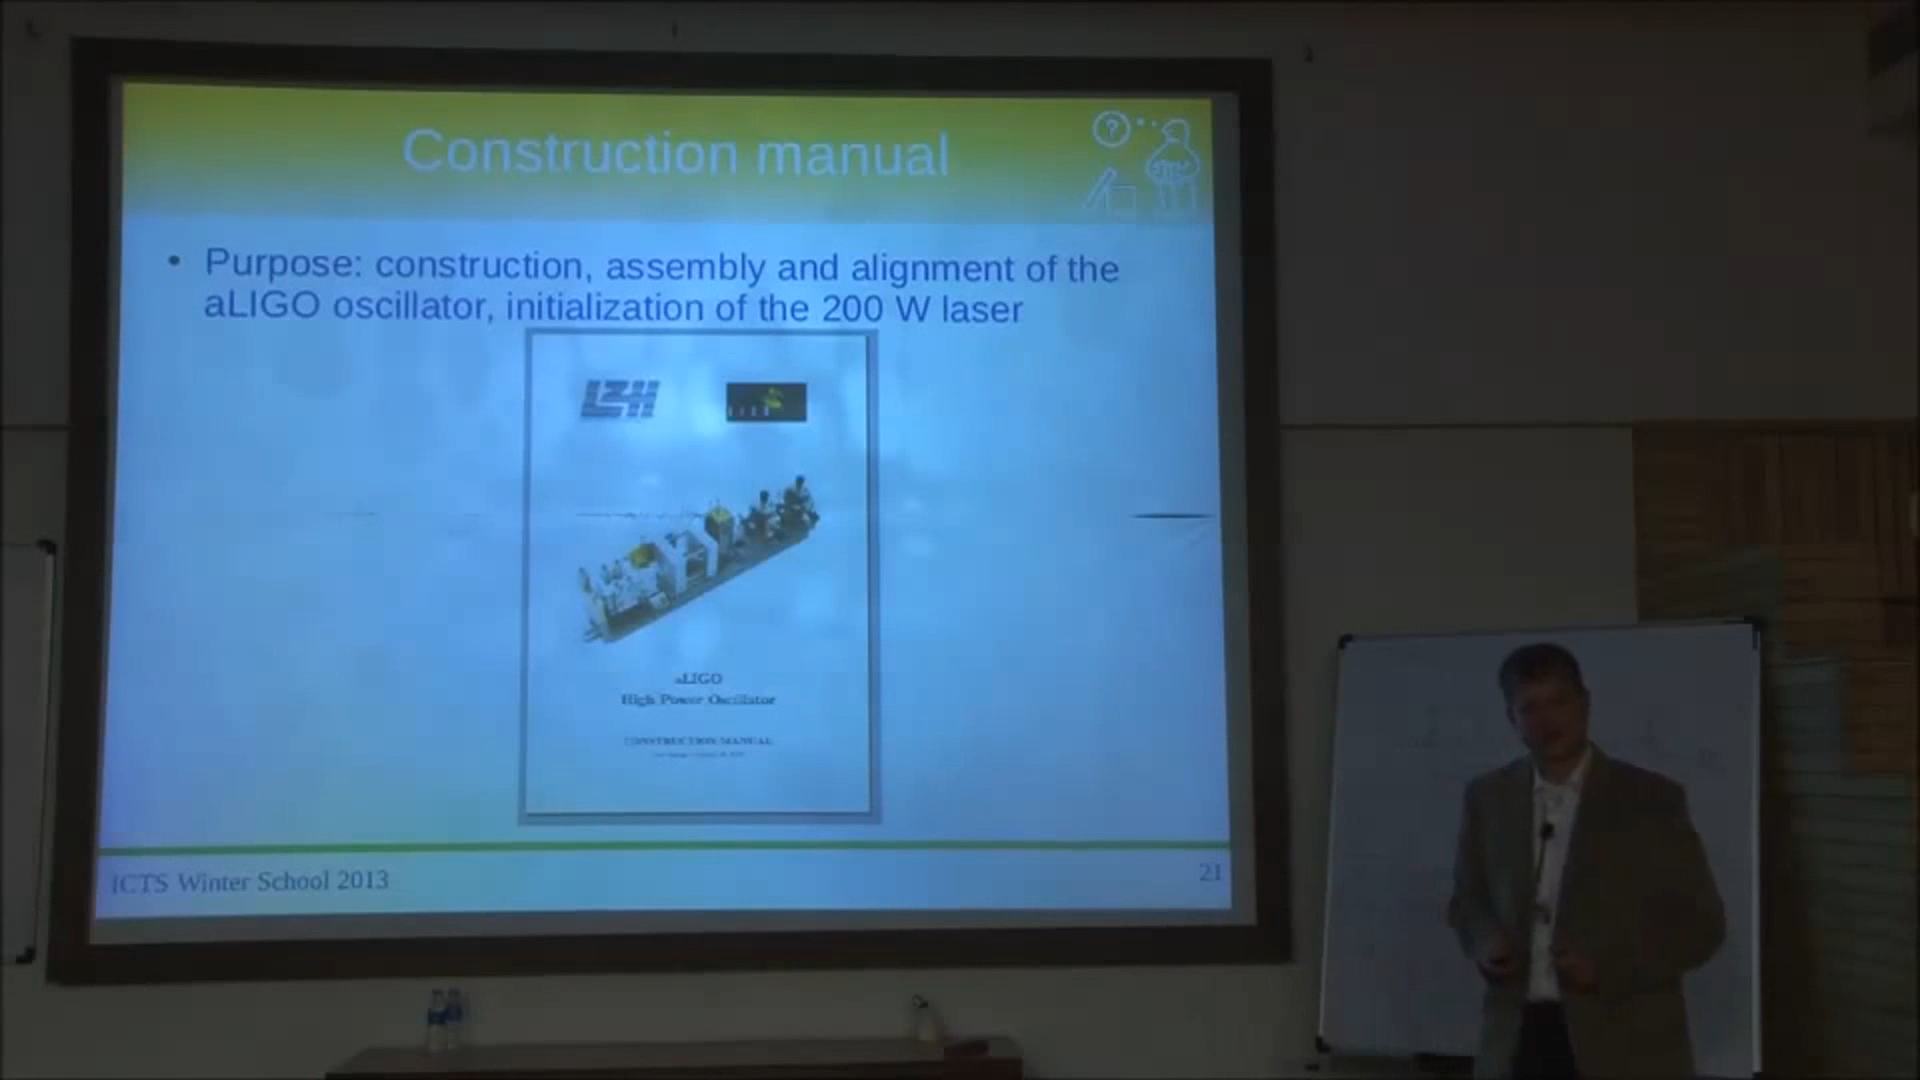 Construction manual
?
• Purpose: construction, assembly and alignment of the
aLIGO oscillator, initialization of the 200 W laser
LZH
aLIGO
High Power Oscillator
CONSTRUCTION MANUAL
ICTS Winter School 2013
21